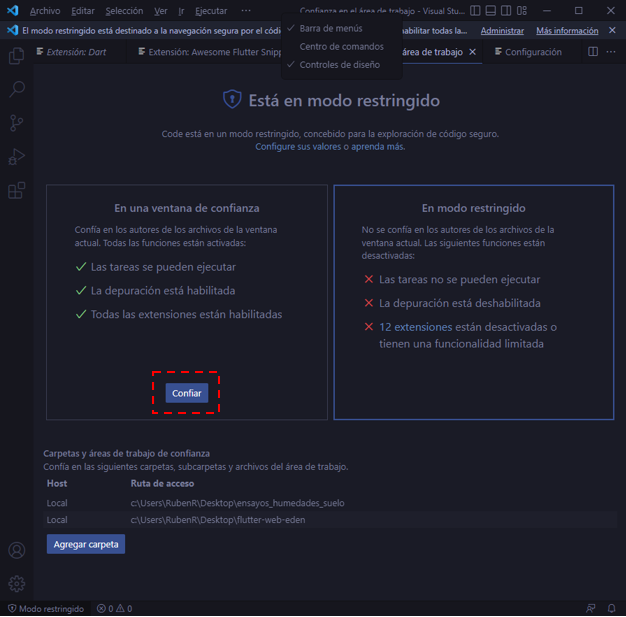 Archivo Editar Selección Ver Ir Ejecutar ··· Confianza en el área de trabajo - Visual Stu...
El modo restringido está destinado a la navegación segura por el códi habilitar todas la... Administrar Más información
Barra de menús
Centro de comandos
Controles de diseño
Extensión: Dart Extensión: Awesome Flutter Snipp área de trabajo Configuración
Está en modo restringido
Code está en un modo restringido, concebido para la exploración de código seguro.
Configure sus valores o aprenda más.
En una ventana de confianza
Confía en los autores de los archivos de la ventana
actual. Todas las funciones están activadas:
Las tareas se pueden ejecutar
La depuración está habilitada
Todas las extensiones están habilitadas
Confiar
En modo restringido
No se confía en los autores de los archivos de la
ventana actual. Las siguientes funciones están
desactivadas:
Las tareas no se pueden ejecutar
La depuración está deshabilitada
12 extensiones están desactivadas o
tienen una funcionalidad limitada
Carpetas y áreas de trabajo de confianza
Confía en las siguientes carpetas, subcarpetas y archivos del área de trabajo.
Host Ruta de acceso
Local c:\Users\RubenR\Desktop\ensayos_humedades_suelo
Local c:\Users\RubenR\Desktop\flutter-web-eden
Agregar carpeta
Modo restringido 0 0